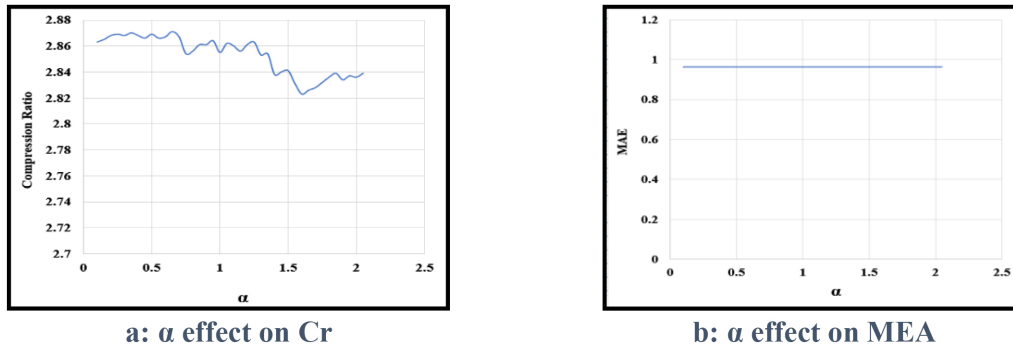 2.88
2.86
2.84
2.82
2.8
2.78
2.76
2.74
2.72
2.7
Compression Ratio
0 0.5 1 1.5 2 2.5
α
a: α effect on Cr
1.2
1
0.8
0.6
0.4
0.2
0
MAE
0 0.5 1 1.5 2 2.5
α
b: α effect on MEA